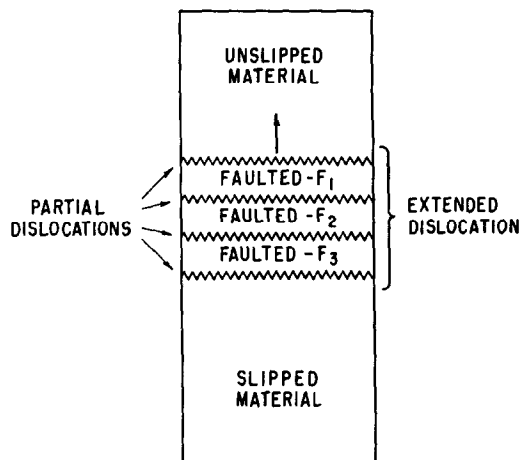 UNSLIPPED
MATERIAL
FAULTED-F₁
FAULTED-F₂
FAULTED-F₃
PARTIAL
DISLOCATIONS
EXTENDED
DISLOCATION
SLIPPED
MATERIAL